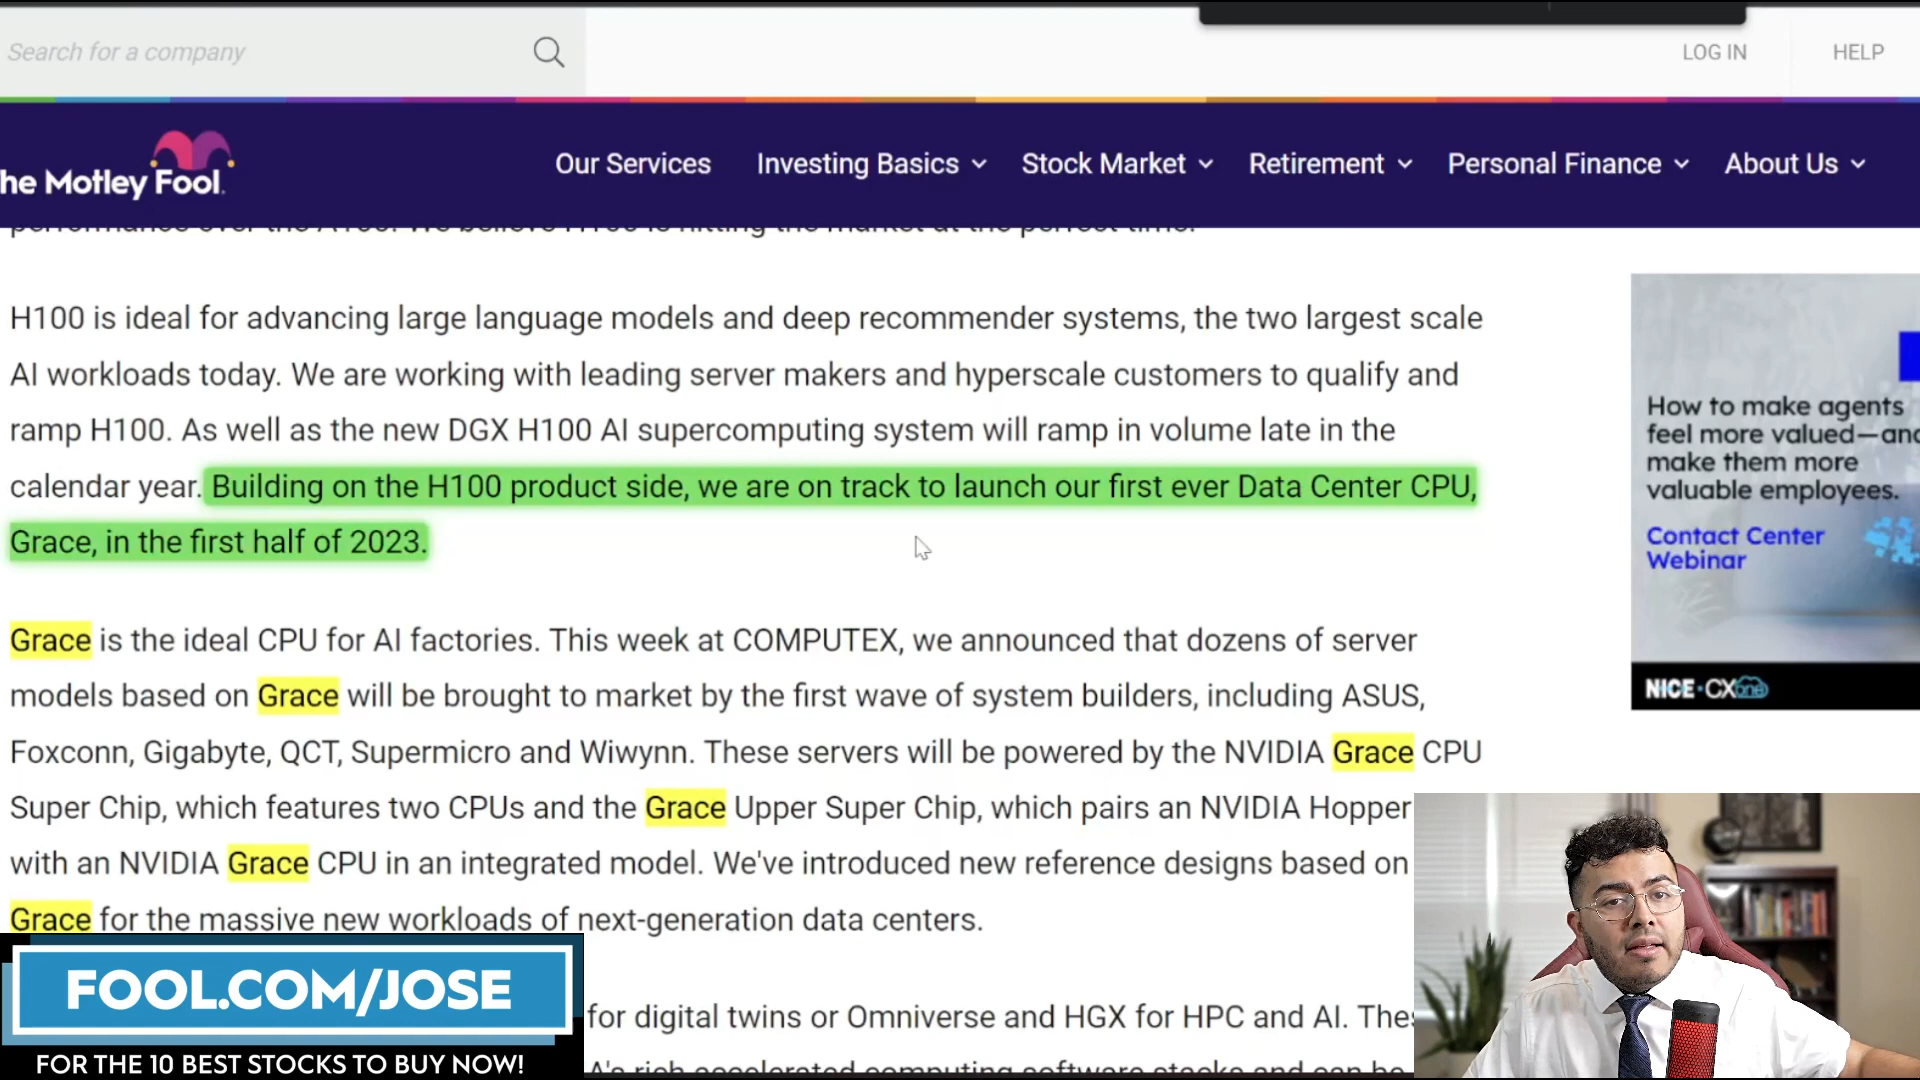 Search for a company
LOG IN
HELP
he Motley Fool.
Our Services
Investing Basics
Stock Market
Retirement
Personal Finance
About Us
H100 is ideal for advancing large language models and deep recommender systems, the two largest scale
AI workloads today. We are working with leading server makers and hyperscale customers to qualify and
ramp H100. As well as the new DGX H100 AI supercomputing system will ramp in volume late in the
calendar year. Building on the H100 product side, we are on track to launch our first ever Data Center CPU,
Grace, in the first half of 2023.
Grace is the ideal CPU for AI factories. This week at COMPUTEX, we announced that dozens of server
models based on Grace will be brought to market by the first wave of system builders, including ASUS,
Foxconn, Gigabyte, QCT, Supermicro and Wiwynn. These servers will be powered by the NVIDIA Grace CPU
Super Chip, which features two CPUs and the Grace Upper Super Chip, which pairs an NVIDIA Hopper
with an NVIDIA Grace CPU in an integrated model. We've introduced new reference designs based on
Grace for the massive new workloads of next-generation data centers.
for digital twins or Omniverse and HGX for HPC and AI. Thes
How to make agents
feel more valued—and
make them more
valuable employees.
Contact Center
Webinar
NICE CXone
FOOL.COM/JOSE
FOR THE 10 BEST STOCKS TO BUY NOW!